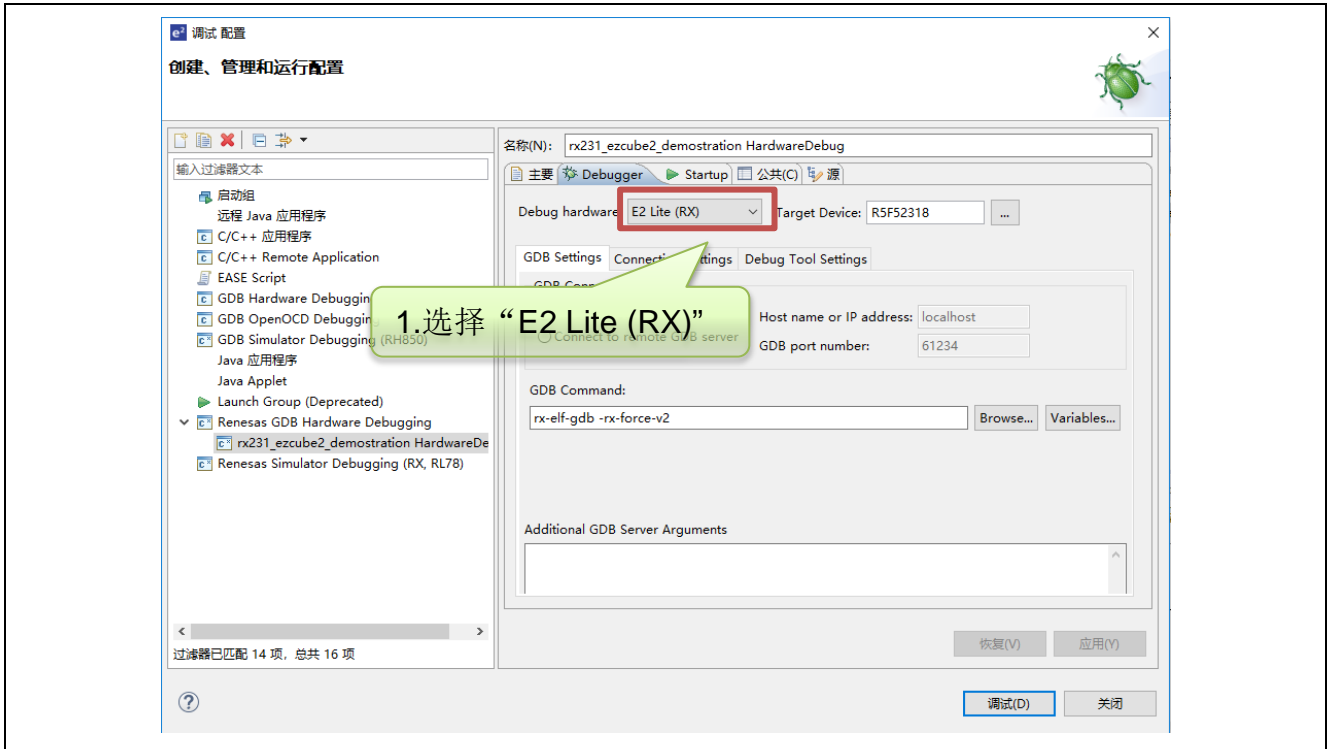 e² 调试 配置
创建、管理和运行配置
输入过滤器文本
启动组
远程 Java 应用程序
C/C++ 应用程序
C/C++ Remote Application
EASE Script
GDB Hardware Debuggin
GDB OpenOCD Debuggin
GDB Simulator Debugging (RH850)
Java 应用程序
Java Applet
Launch Group (Deprecated)
Renesas GDB Hardware Debugging
rx231_ezcube2_demostration HardwareDe
Renesas Simulator Debugging (RX, RL78)
过滤器已匹配 14 项，总共 16 项
名称(N): rx231_ezcube2_demostration HardwareDebug
主要 Debugger Startup 公共(C) 源
Debug hardware E2 Lite (RX) Target Device: R5F52318 ...
GDB Settings Connecti ttings Debug Tool Settings
GDB Conn
1.选择“E2 Lite (RX)”
Host name or IP address: localhost
Connect to remote GDB server
GDB port number: 61234
GDB Command:
rx-elf-gdb -rx-force-v2 Browse... Variables...
Additional GDB Server Arguments
恢复(V) 应用(Y)
调试(D) 关闭